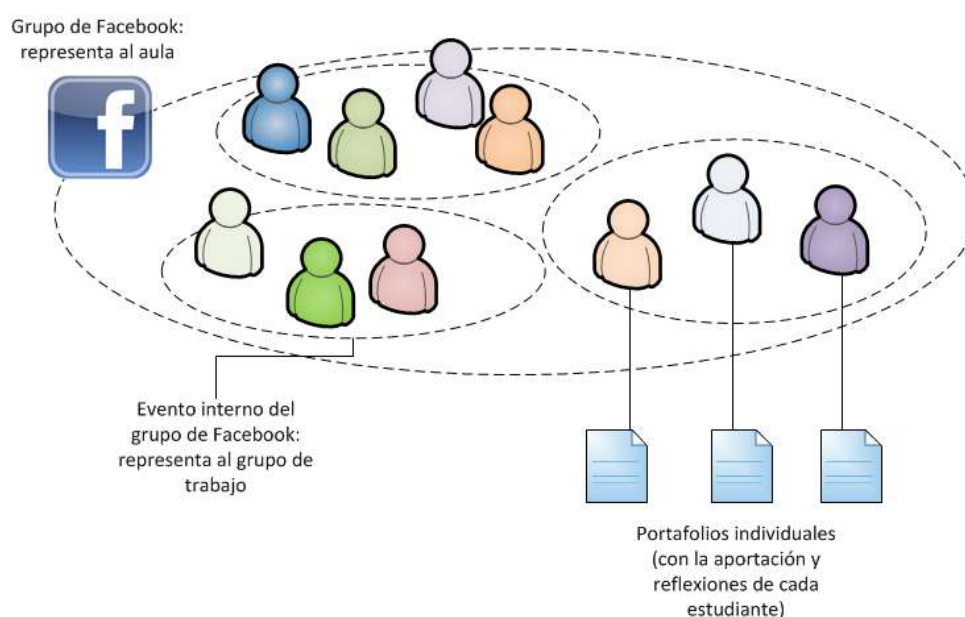 Grupo de Facebook:
representa al aula
f
Evento interno del
grupo de Facebook:
representa al grupo de
trabajo
Portafolios individuales
(con la aportación y
reflexiones de cada
estudiante)